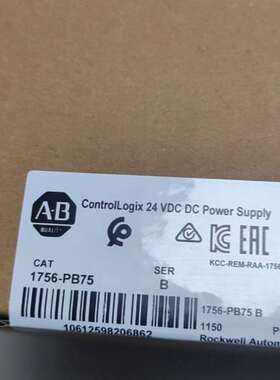 A-B
ControlLogix 24 VDC DC Power Supply
EAC
KCC-REM-RAA-1756
CAT
SER
1756-PB75
B
1756-PB75 B
1150
P
10612598206862
Rockwell Autom